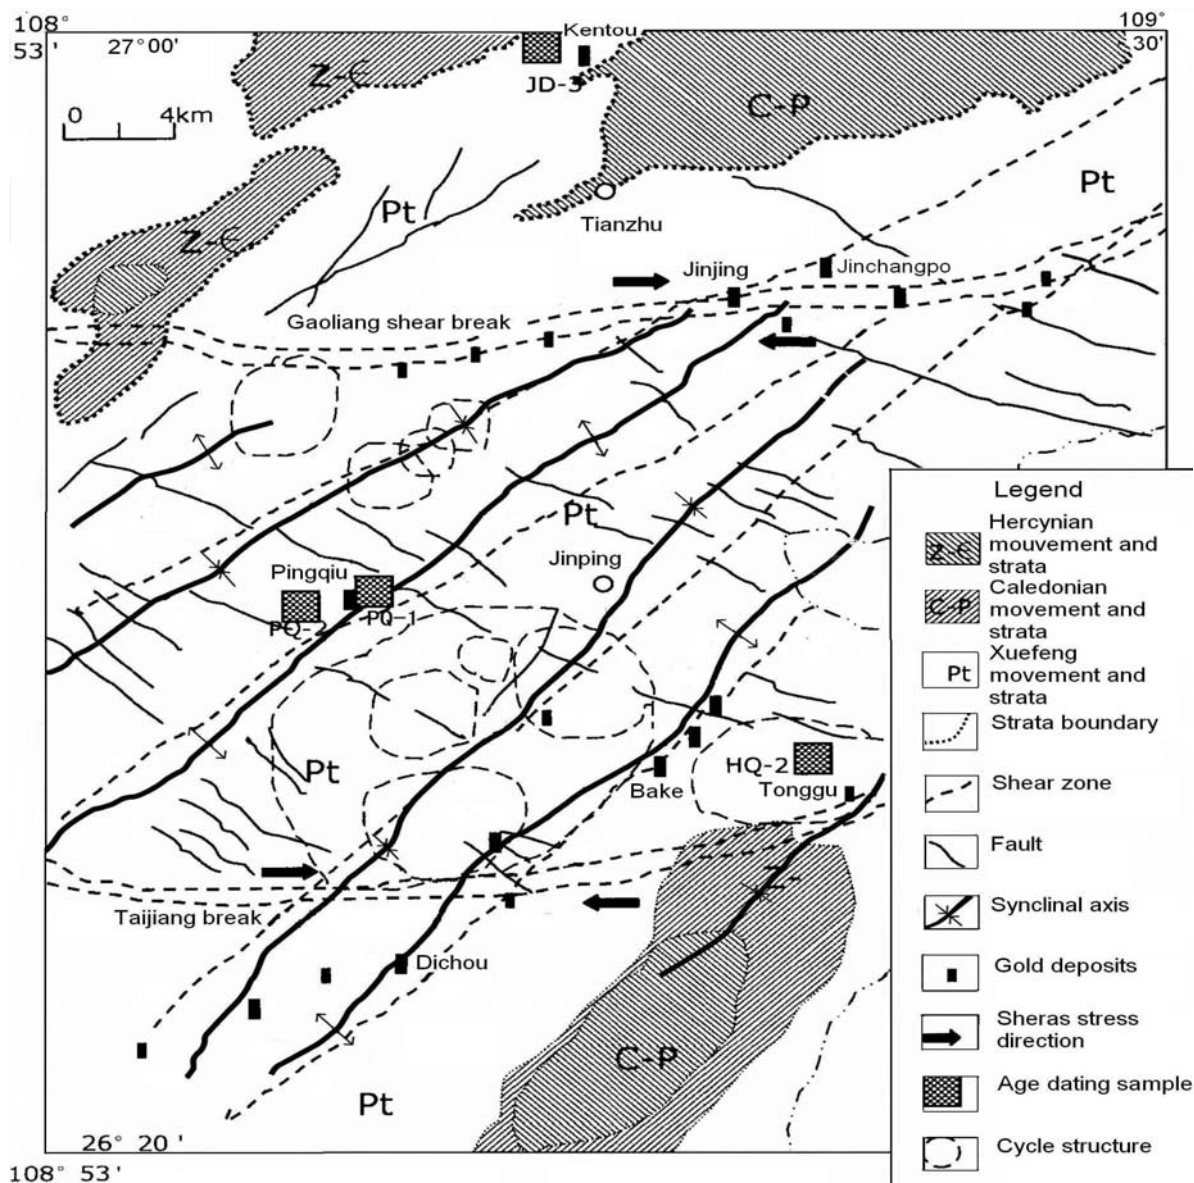 108°
53 '
27°00'
Kentou
109°
30'
JD-3
Z-Є
C-P
0 4km
Pt
Pt
Tianzhu
Z-Є
Jinjing
Jinchangpo
Gaoliang shear break
Pt
Jinping
Pingqiu
PQ-1
Pt
HQ-2
Bake
Tonggu
Taijiang break
Dichou
C-P
Pt
26° 20 '
108° 53'
Legend
Z-Є
Hercynian
mouvement and
strata
C-P
Caledonian
movement and
strata
Pt
Xuefeng
movement and
strata
Strata boundary
Shear zone
Fault
Synclinal axis
Gold deposits
Sheras stress
direction
Age dating sample
Cycle structure